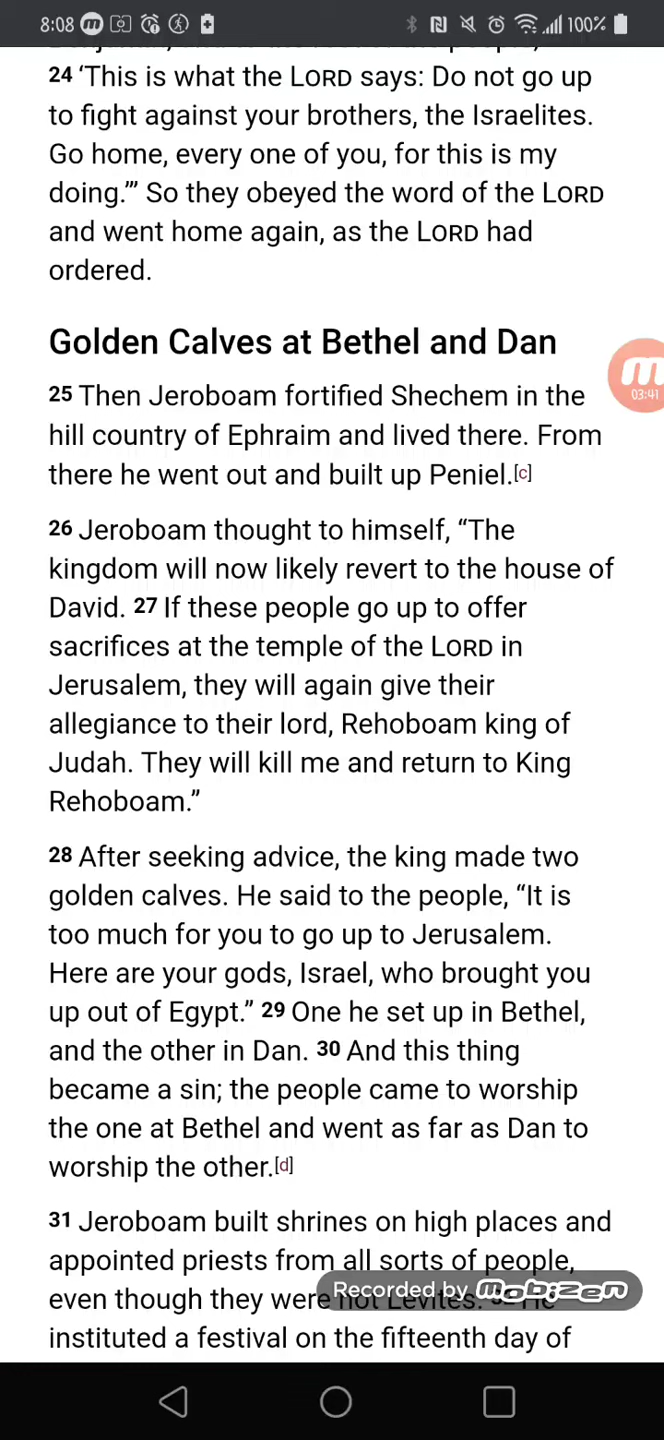 8:08 100%
24 ‘This is what the LORD says: Do not go up
to fight against your brothers, the Israelites.
Go home, every one of you, for this is my
doing.’” So they obeyed the word of the LORD
and went home again, as the LORD had
ordered.
Golden Calves at Bethel and Dan
25 Then Jeroboam fortified Shechem in the
hill country of Ephraim and lived there. From
there he went out and built up Peniel.[c]
03:41
26 Jeroboam thought to himself, “The
kingdom will now likely revert to the house of
David. 27 If these people go up to offer
sacrifices at the temple of the LORD in
Jerusalem, they will again give their
allegiance to their lord, Rehoboam king of
Judah. They will kill me and return to King
Rehoboam.”
28 After seeking advice, the king made two
golden calves. He said to the people, “It is
too much for you to go up to Jerusalem.
Here are your gods, Israel, who brought you
up out of Egypt.” 29 One he set up in Bethel,
and the other in Dan. 30 And this thing
became a sin; the people came to worship
the one at Bethel and went as far as Dan to
worship the other.[d]
31 Jeroboam built shrines on high places and
appointed priests from all sorts of people,
even though they were not Levites. 32 He
Recorded by mobizen
instituted a festival on the fifteenth day of